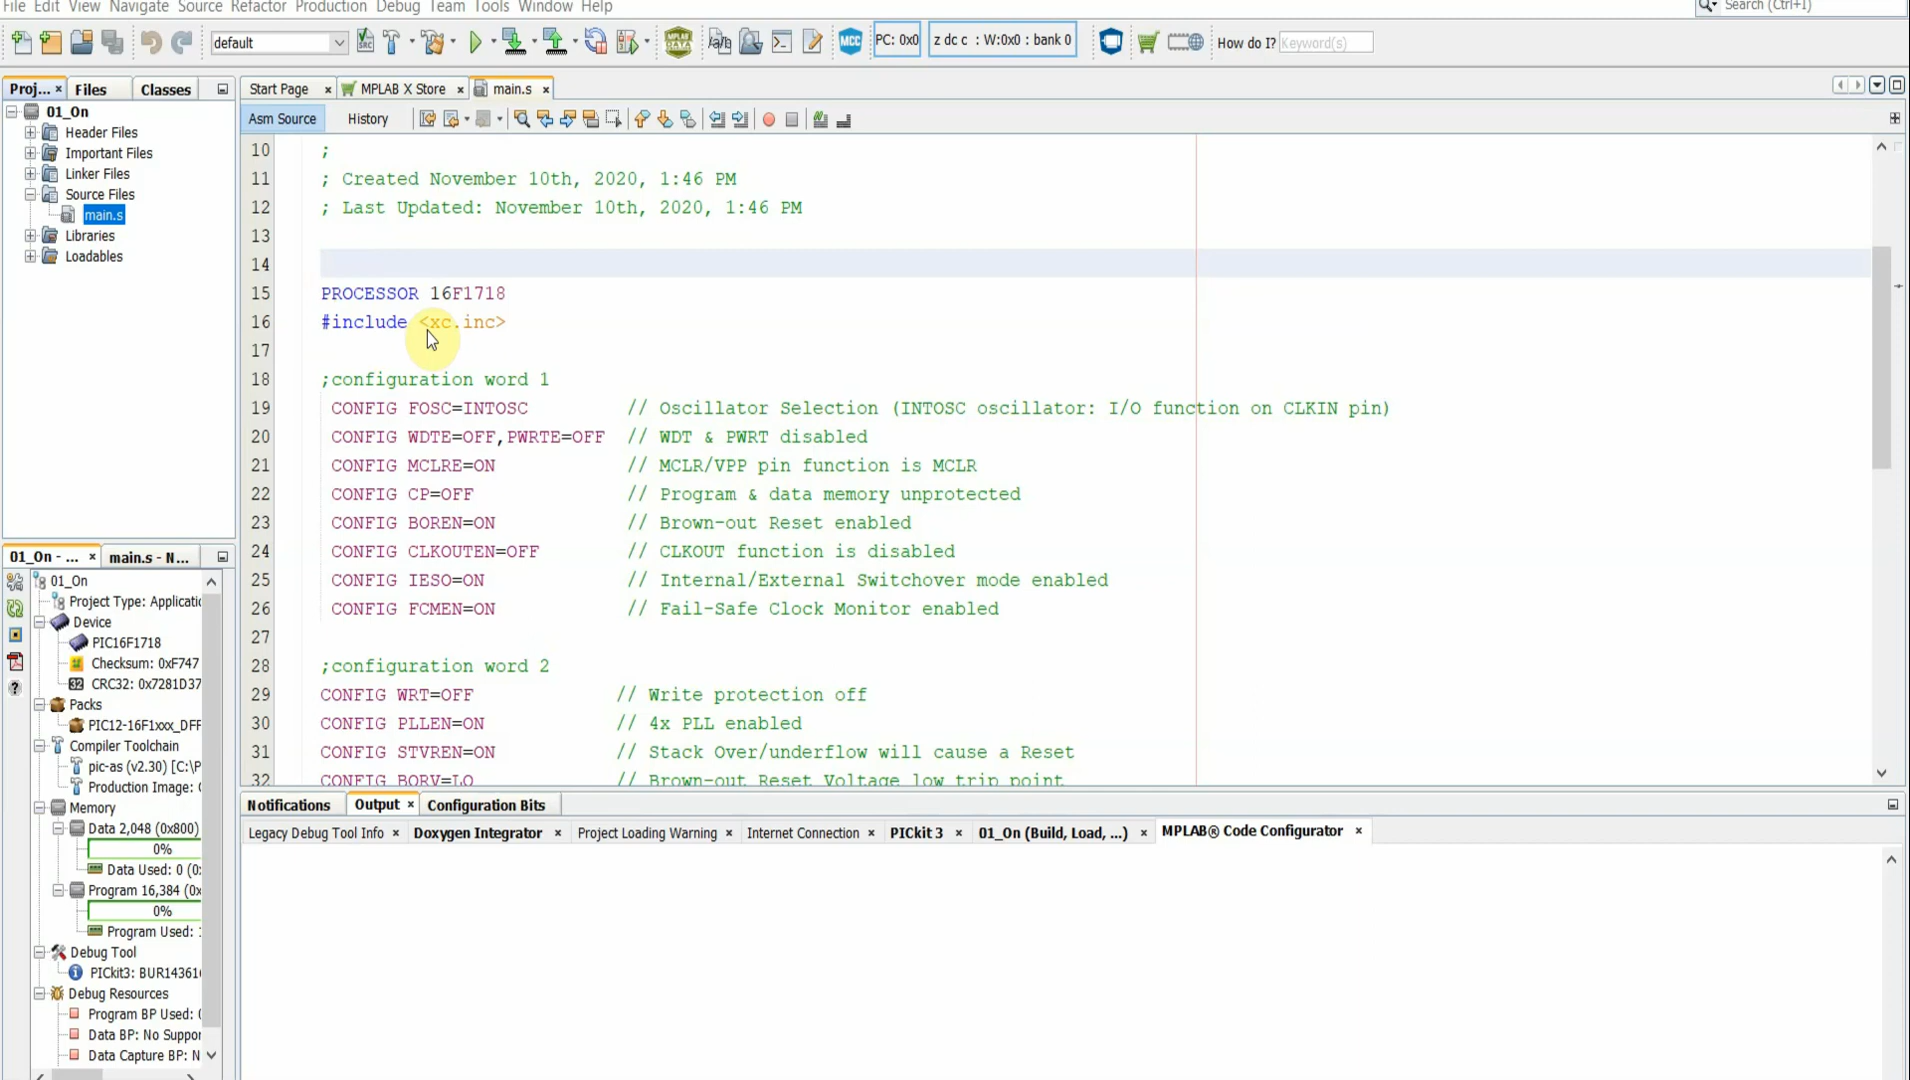 File Edit View Navigate Source Refactor Production Debug Team Tools Window Help
Search (Ctrl+I)
default
PC: 0x0
z dc c : W:0x0 : bank 0
How do I? Keyword(s)
Proj... × Files Classes
Start Page × MPLAB X Store × main.s ×
Asm Source History
01_On
Header Files
Important Files
Linker Files
Source Files
main.s
Libraries
Loadables
10 ;
11 ; Created November 10th, 2020, 1:46 PM
12 ; Last Updated: November 10th, 2020, 1:46 PM
13
14
15 PROCESSOR 16F1718
16 #include <xc.inc>
17
18 ;configuration word 1
19 CONFIG FOSC=INTOSC // Oscillator Selection (INTOSC oscillator: I/O function on CLKIN pin)
20 CONFIG WDTE=OFF,PWRTE=OFF // WDT & PWRT disabled
21 CONFIG MCLRE=ON // MCLR/VPP pin function is MCLR
22 CONFIG CP=OFF // Program & data memory unprotected
23 CONFIG BOREN=ON // Brown-out Reset enabled
24 CONFIG CLKOUTEN=OFF // CLKOUT function is disabled
25 CONFIG IESO=ON // Internal/External Switchover mode enabled
26 CONFIG FCMEN=ON // Fail-Safe Clock Monitor enabled
27
28 ;configuration word 2
29 CONFIG WRT=OFF // Write protection off
30 CONFIG PLLEN=ON // 4x PLL enabled
31 CONFIG STVREN=ON // Stack Over/underflow will cause a Reset
32 CONFIG BORV=LO // Brown-out Reset Voltage low trip point
01_On - ... × main.s - N...
01_On
Project Type: Applicati
Device
PIC16F1718
Checksum: 0xF747
CRC32: 0x7281D37
Packs
PIC12-16F1xxx_DFF
Compiler Toolchain
pic-as (v2.30) [C:\P
Production Image:
Memory
Data 2,048 (0x800)
0%
Data Used: 0 (0x
Program 16,384 (0x
0%
Program Used:
Debug Tool
PICkit3: BUR14361
Debug Resources
Program BP Used:
Data BP: No Suppo
Data Capture BP: N
Notifications Output × Configuration Bits
Legacy Debug Tool Info × Doxygen Integrator × Project Loading Warning × Internet Connection × PICkit 3 × 01_On (Build, Load, ...) × MPLAB® Code Configurator ×